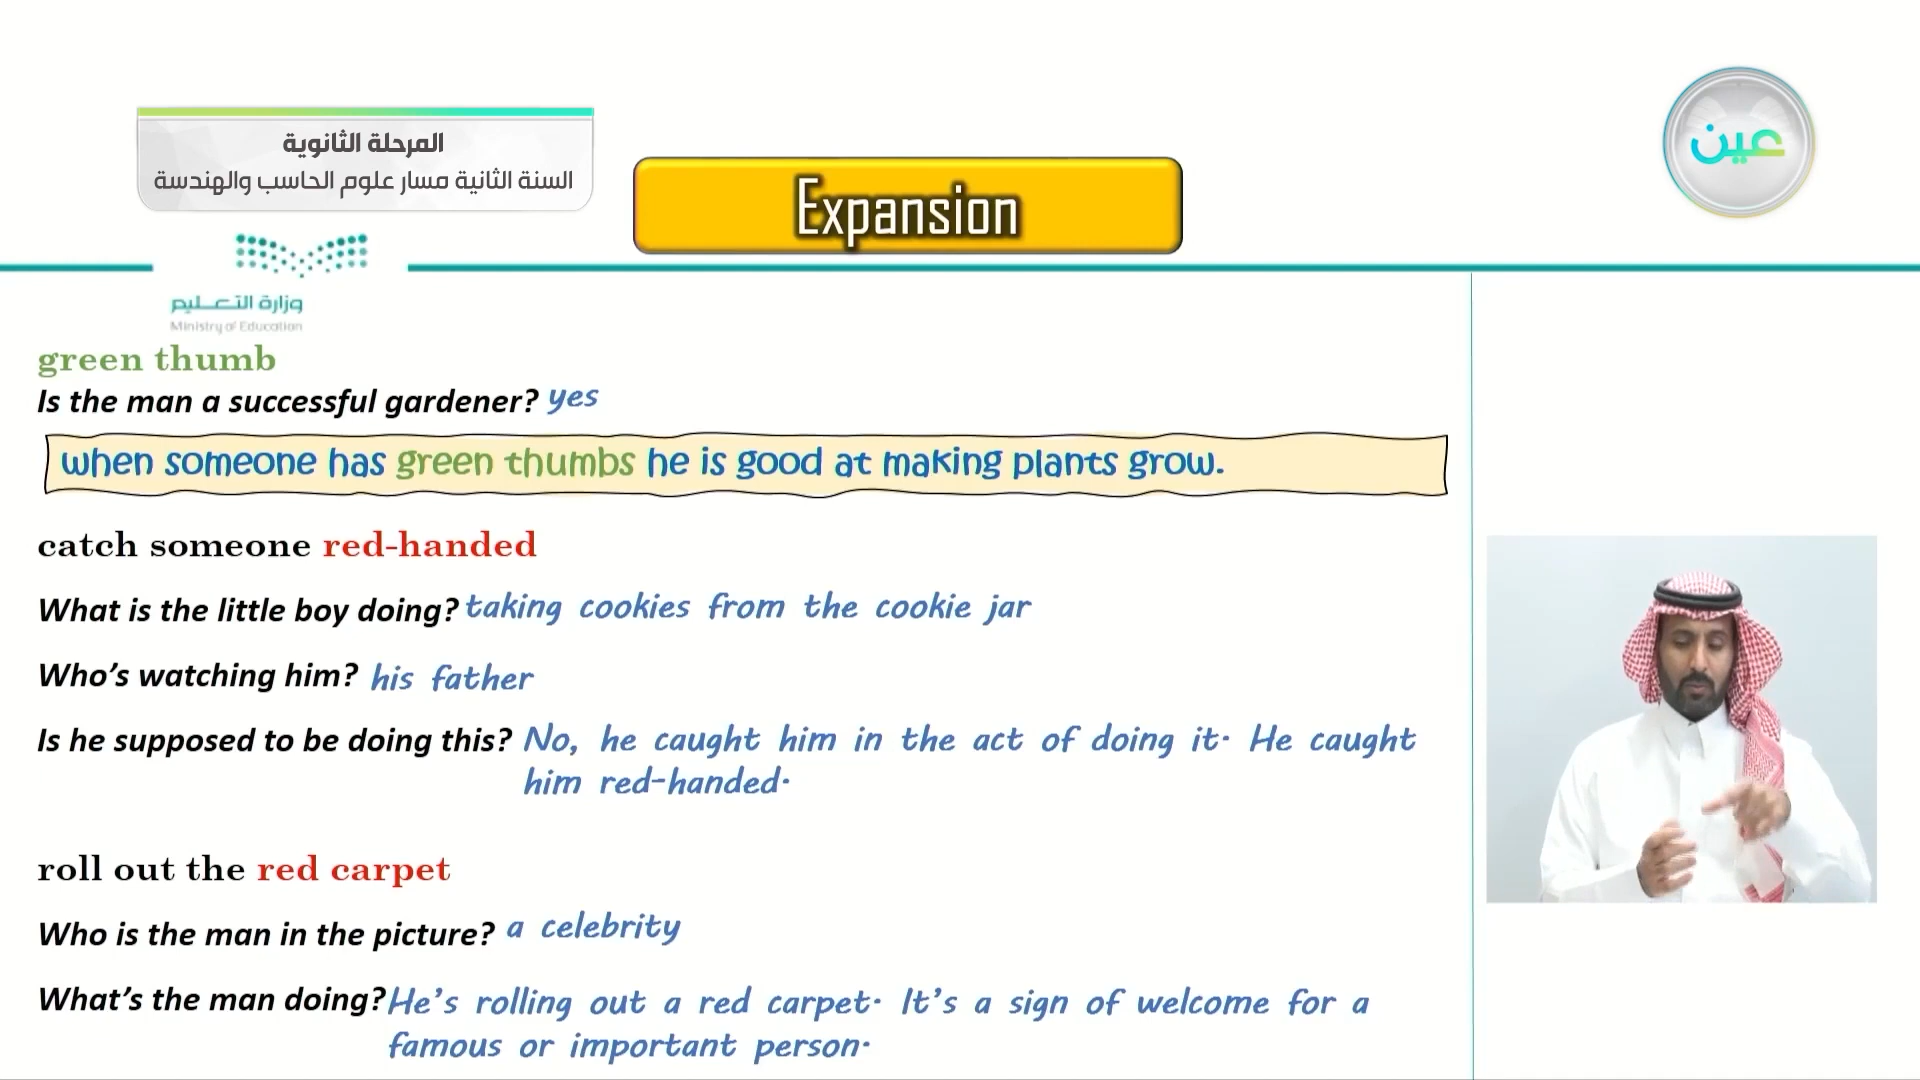 المرحلة الثانوية
السنة الثانية مسار علوم الحاسب والهندسة
Expansion
عين
وزارة التعـــليم
Ministry of Education
green thumb
Is the man a successful gardener? yes
when someone has green thumbs he is good at making plants grow.
catch someone red-handed
What is the little boy doing? taking cookies from the cookie jar
Who's watching him? his father
Is he supposed to be doing this? No, he caught him in the act of doing it. He caught
him red-handed.
roll out the red carpet
Who is the man in the picture? a celebrity
What's the man doing? He's rolling out a red carpet. It's a sign of welcome for a
famous or important person.